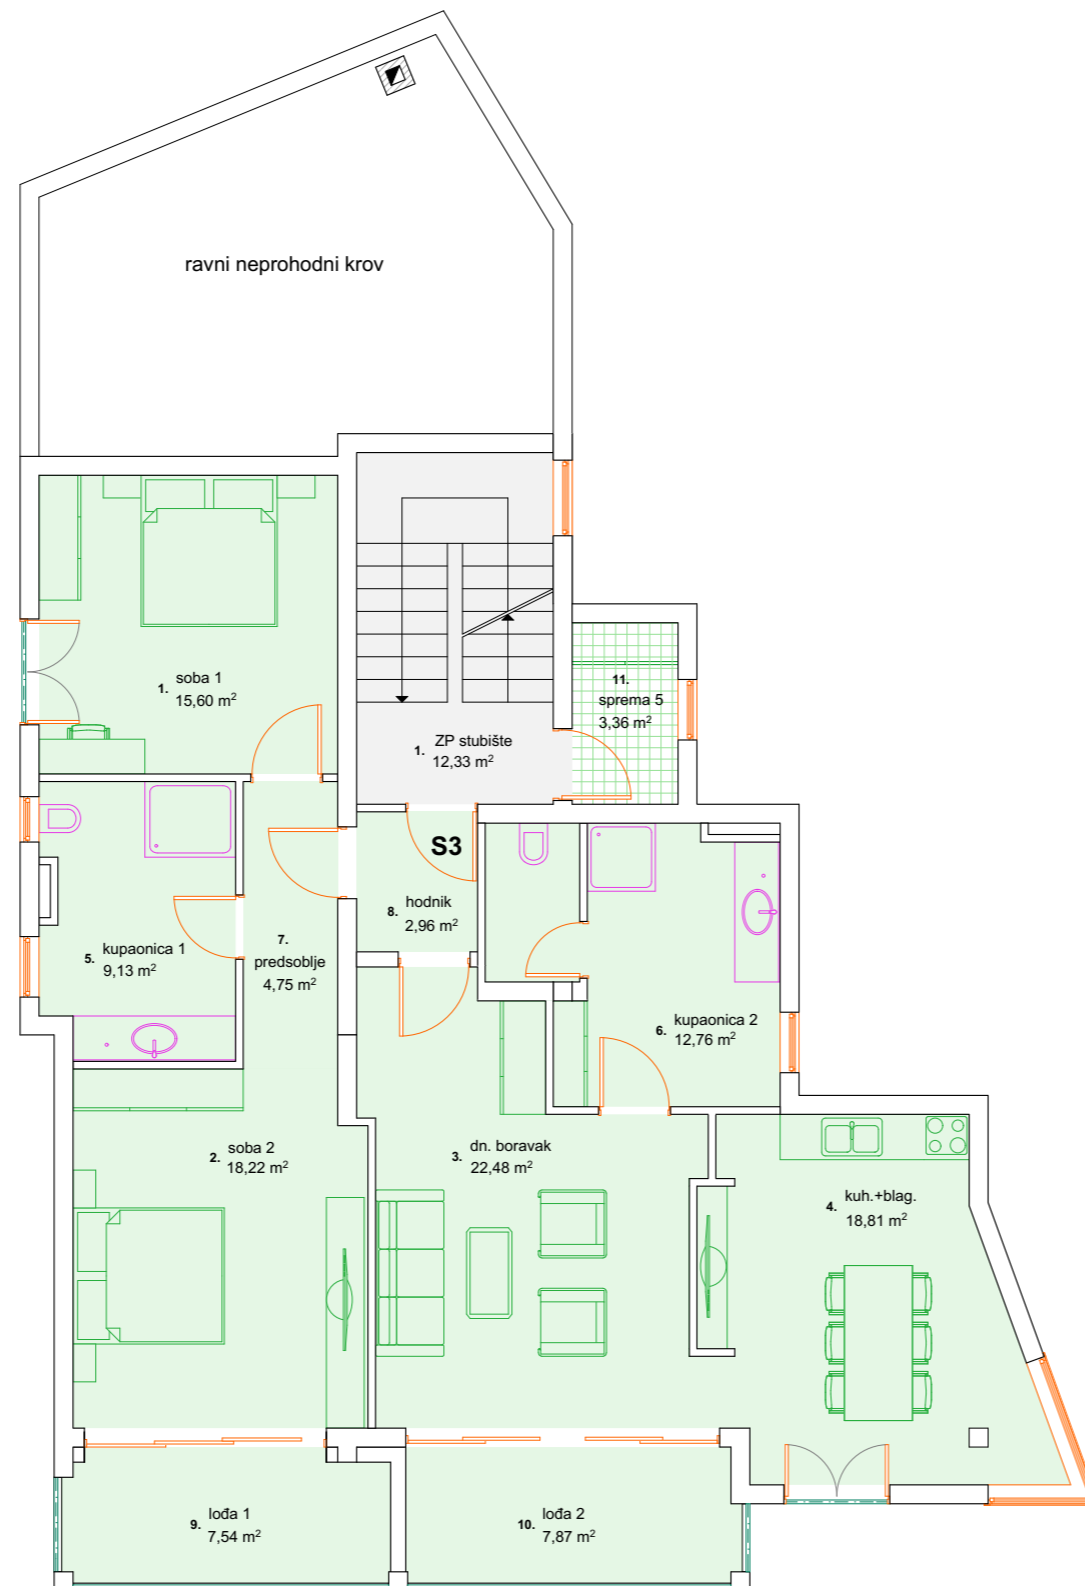 ravni neprohodni krov
1. soba 1
15,60 m²
11.
sprema 5
3,36 m²
1. ZP stubište
12,33 m²
S3
8. hodnik
2,96 m²
5. kupaonica 1
9,13 m²
7.
predsoblje
4,75 m²
6. kupaonica 2
12,76 m²
2. soba 2
18,22 m²
3. dn. boravak
22,48 m²
4. kuh.+blag.
18,81 m²
9. lođa 1
7,54 m²
10. lođa 2
7,87 m²